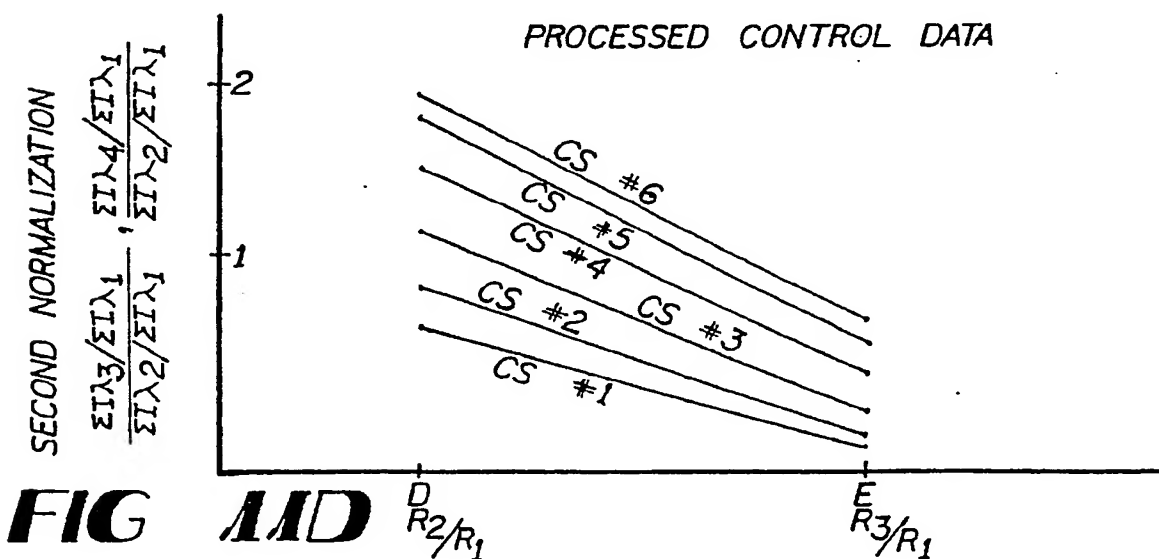 PROCESSED CONTROL DATA
SECOND NORMALIZATION
ΣIλ3/ΣIλ1 , ΣIλ4/ΣIλ1
ΣIλ2/ΣIλ1 ΣIλ2/ΣIλ1
2
1
CS #6
CS #5
CS #4
CS #3
CS #2
CS #1
D
R2/R1
E
R3/R1
FIG 11D